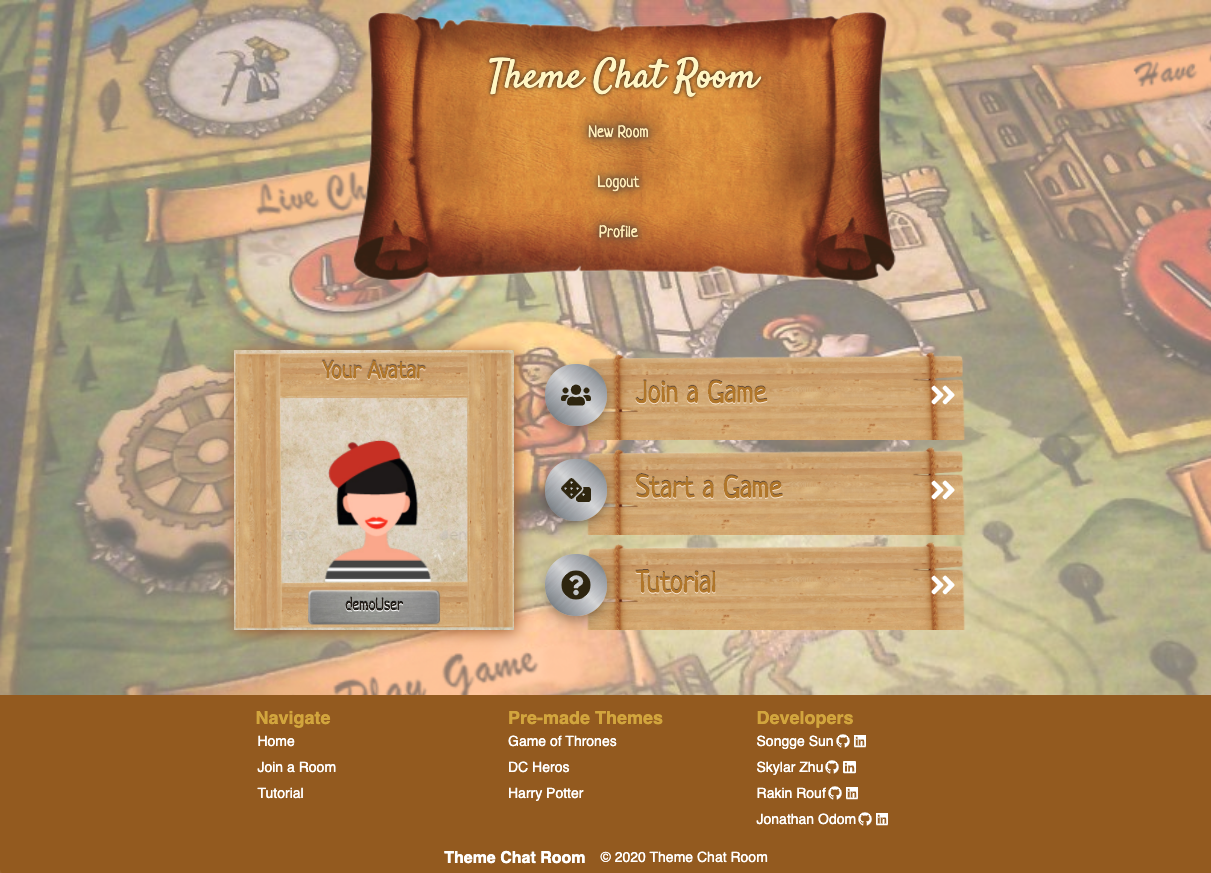 Theme Chat Room
New Room
Logout
Profile
Have
Live Ch
Your Avatar
demoUser
Join a Game
Start a Game
Tutorial
Play Game
Navigate
Home
Join a Room
Tutorial
Pre-made Themes
Game of Thrones
DC Heros
Harry Potter
Developers
Songge Sun
Skylar Zhu
Rakin Rouf
Jonathan Odom
Theme Chat Room © 2020 Theme Chat Room